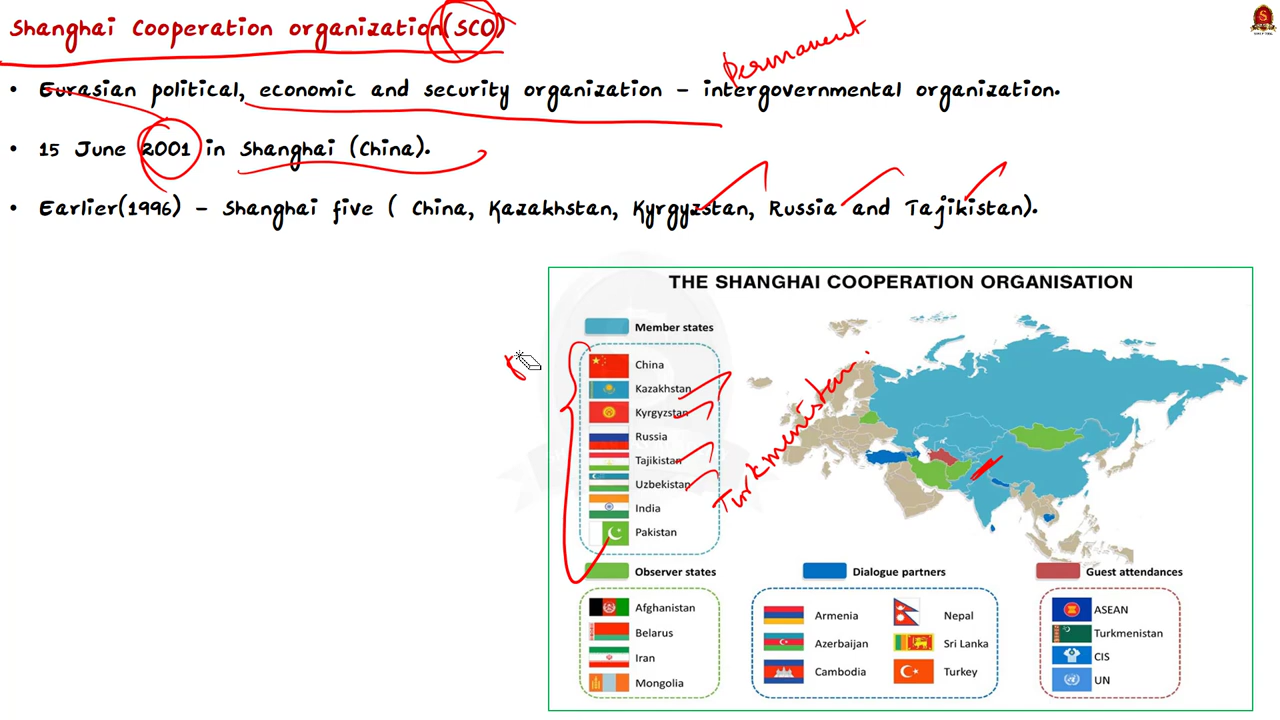 Shanghai Cooperation organization(SCO)
permanent
• Eurasian political, economic and security organization – intergovernmental organization.
• 15 June 2001 in Shanghai (China).
• Earlier(1996) – Shanghai five ( China, Kazakhstan, Kyrgyzstan, Russia and Tajikistan).
THE SHANGHAI COOPERATION ORGANISATION
Member states
China
Kazakhstan
Kyrgyzstan
Russia
Tajikistan
Uzbekistan
India
Pakistan
Turkmenistan.
Observer states
Afghanistan
Belarus
Iran
Mongolia
Dialogue partners
Armenia
Azerbaijan
Cambodia
Nepal
Sri Lanka
Turkey
Guest attendances
ASEAN
Turkmenistan
CIS
UN